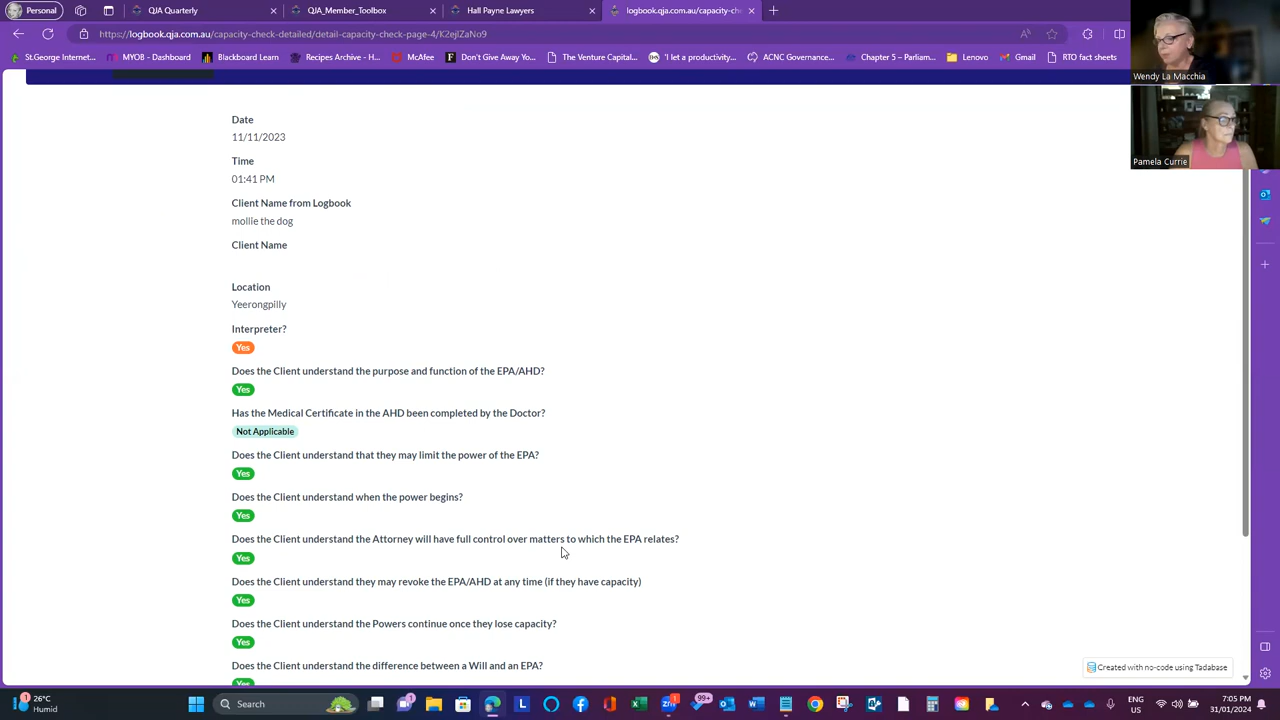 Personal
QJA
QJA_Member_Toolbox
Half Payne Lawyers
logbook.qja.com.au/capacity-che
https://logbook.qja.com.au/capacity-check-detailed/detail-capacity-check-page-4/K2ejlZaNo9
St.George Internet...
MYOB - Dashboard
Blackboard Learn
Recipes Archive - H...
McAfee
Don't Give Away Yo...
The Venture Capital...
'I let a productivity...
ACNC Governance...
Chapter 5 – Parliam...
Lenovo
Gmail
RTO fact sheets
Wendy La Macchia
Pamela Currie
Date
11/11/2023
Time
01:41 PM
Client Name from Logbook
mollie the dog
Client Name
Location
Yeerongpilly
Interpreter?
Yes
Does the Client understand the purpose and function of the EPA/AHD?
Yes
Has the Medical Certificate in the AHD been completed by the Doctor?
Not Applicable
Does the Client understand that they may limit the power of the EPA?
Yes
Does the Client understand when the power begins?
Yes
Does the Client understand the Attorney will have full control over matters to which the EPA relates?
Yes
Does the Client understand they may revoke the EPA/AHD at any time (if they have capacity)
Yes
Does the Client understand the Powers continue once they lose capacity?
Yes
Does the Client understand the difference between a Will and an EPA?
Yes
Created with no-code using Tadabase
26°C
Humid
Search
99+
ENG
US
7:05 PM
31/01/2024